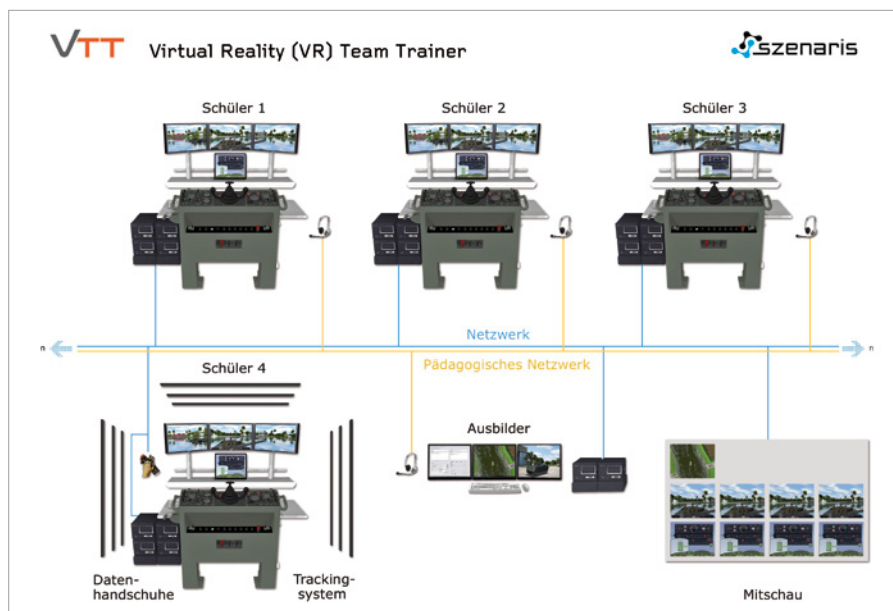 VTT Virtual Reality (VR) Team Trainer
szenaris
Schüler 1
Schüler 2
Schüler 3
Netzwerk
n
n
Pädagogisches Netzwerk
Schüler 4
Ausbilder
Daten-
handschuhe
Tracking-
system
Mitschau